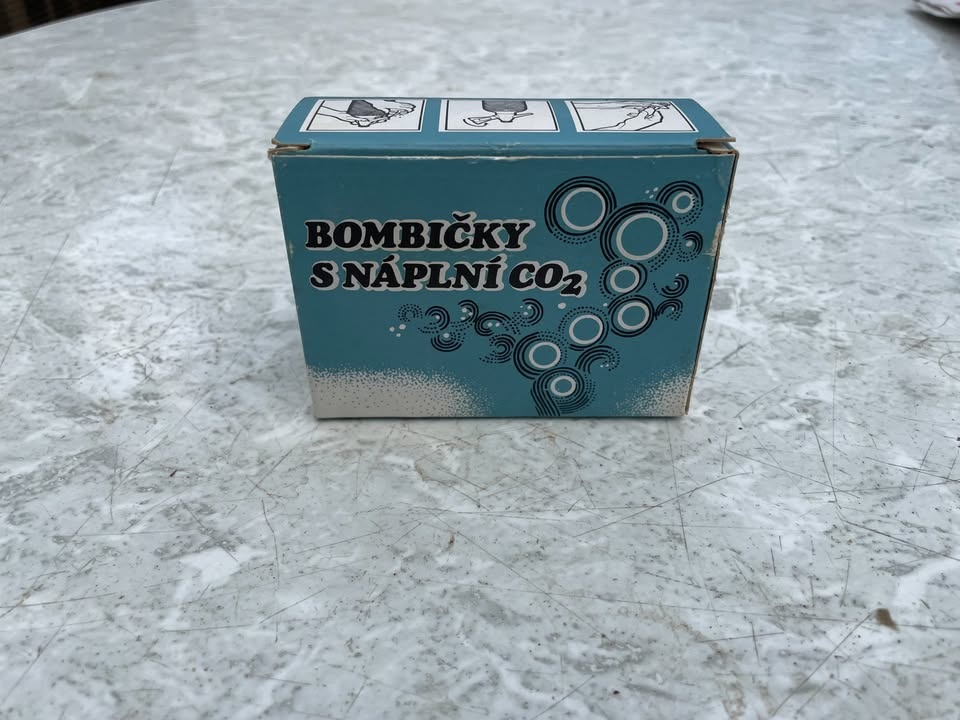 BOMBIČKY
S NÁPLNÍ CO₂